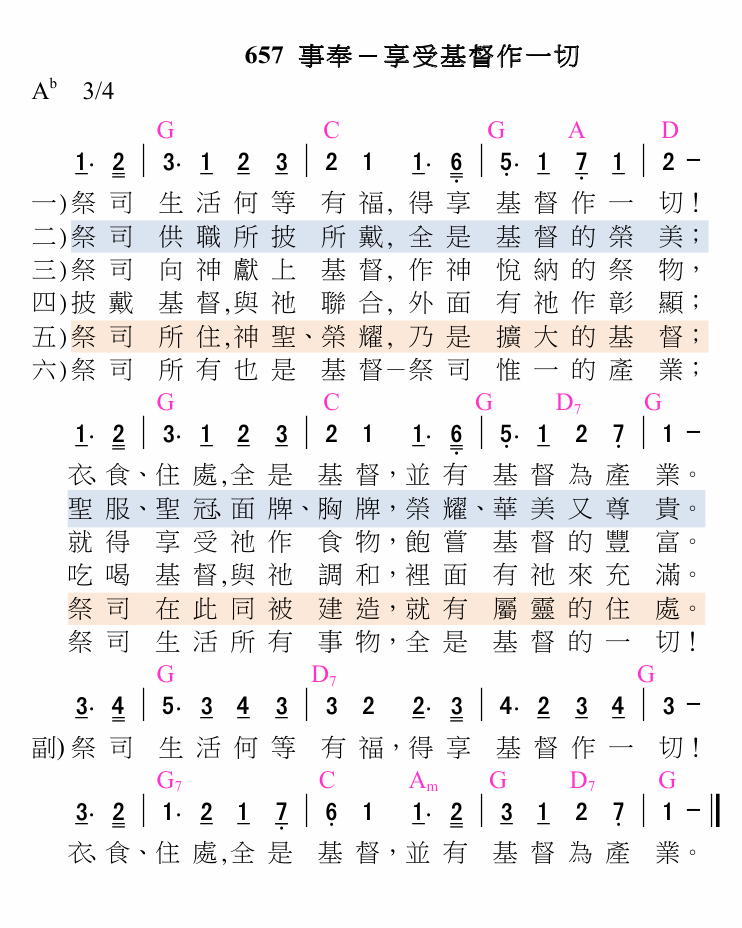 657 事奉－享受基督作一切
A♭ 3/4
G C G A D
1· 2 | 3· 1 2 3 | 2 1 1· 6 | 5· 1 7 1 | 2 −
一)祭司 生活何等 有福, 得享 基督作一 切!
二)祭司 供職所披 所戴, 全是 基督的榮 美;
三)祭司 向神獻上 基督, 作神 悅納的祭 物,
四)披戴 基督,與祂 聯合, 外面 有祂作彰 顯;
五)祭司 所住,神聖、榮耀, 乃是 擴大的基 督;
六)祭司 所有也是 基督－祭司 惟一的產 業;
G C G D7 G
1· 2 | 3· 1 2 3 | 2 1 1· 6 | 5· 1 2 7 | 1 −
衣、食、住處,全是 基督,並有 基督為產 業。
聖服、聖冠、面牌、胸牌,榮耀、華美又尊 貴。
就得 享受祂作 食物,飽嘗 基督的豐 富。
吃喝 基督,與祂 調和,裡面 有祂來充 滿。
祭司 在此同被 建造,就有 屬靈的住 處。
祭司 生活所有 事物,全是 基督的一 切!
G D7 G
3· 4 | 5· 3 4 3 | 3 2 2· 3 | 4· 2 3 4 | 3 −
副)祭司 生活何等 有福,得享 基督作一 切!
G7 C Am G D7 G
3· 2 | 1· 2 1 7 | 6 1 1· 2 | 3 1 2 7 | 1 − ‖
衣、食、住處,全是 基督,並有 基督為產 業。